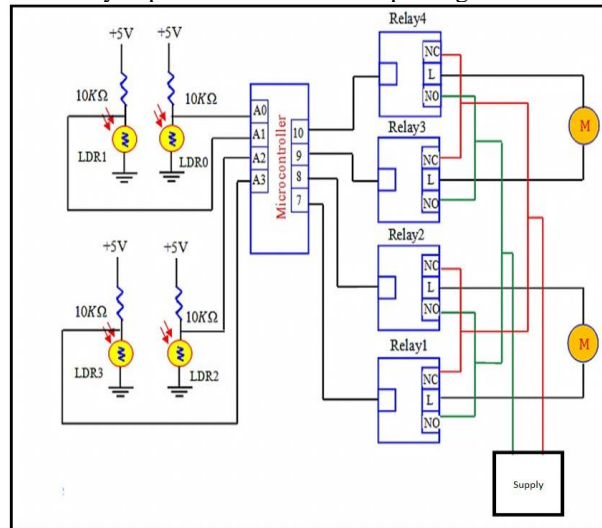 Relay4
+5V
+5V
NC
L
NO
10KΩ
10KΩ
LDR1
LDR0
A0
A1
A2
A3
Microcontroller
10
9
8
7
M
Relay3
NC
L
NO
+5V
+5V
Relay2
NC
L
NO
10KΩ
10KΩ
LDR3
LDR2
M
Relay1
NC
L
NO
Supply